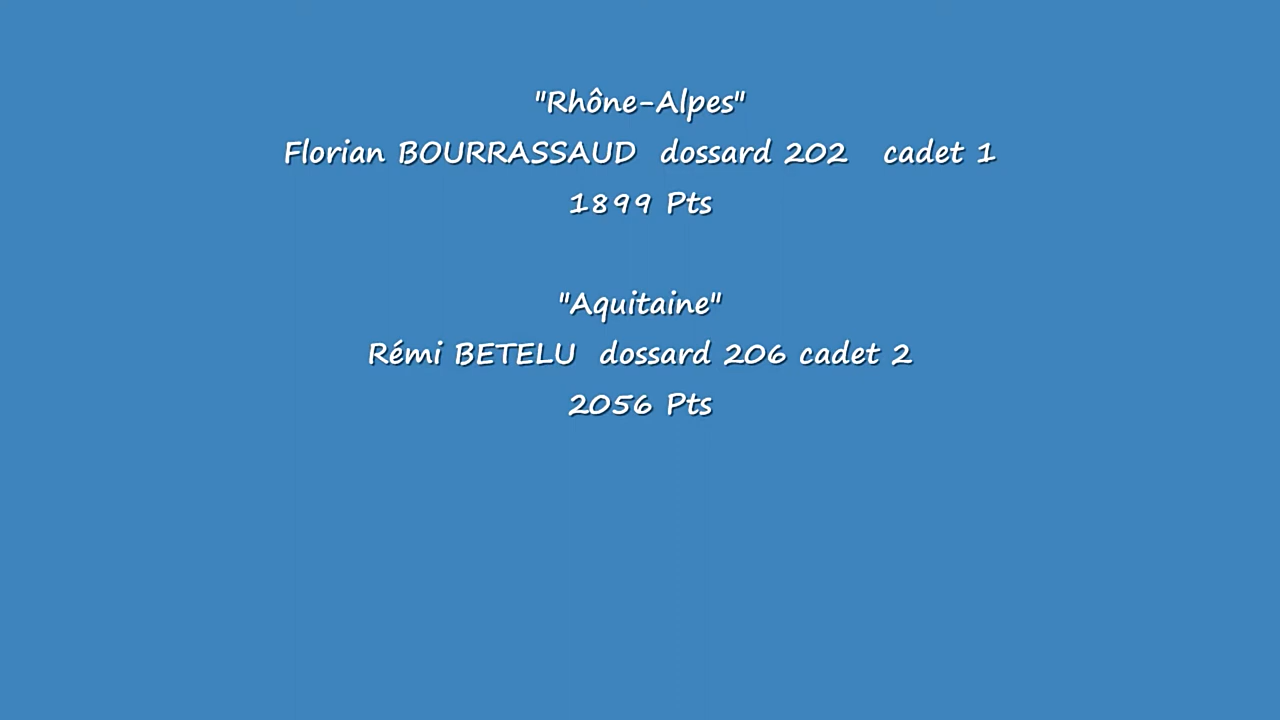 "Rhône-Alpes"
Florian BOURRASSAUD dossard 202 cadet 1
1899 Pts
"Aquitaine"
Rémi BETELU dossard 206 cadet 2
2056 Pts